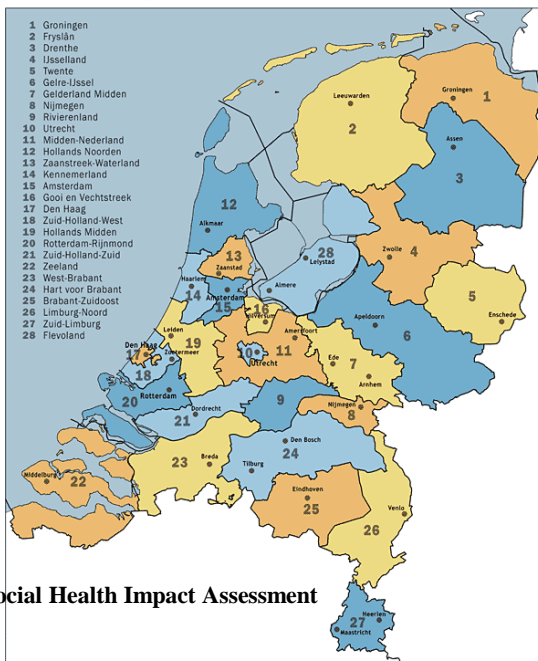 1 Groningen
2 Fryslân
3 Drenthe
4 IJsselland
5 Twente
6 Gelre-IJssel
7 Gelderland Midden
8 Nijmegen
9 Rivierenland
10 Utrecht
11 Midden-Nederland
12 Hollands Noorden
13 Zaanstreek-Waterland
14 Kennemerland
15 Amsterdam
16 Gooi en Vechtstreek
17 Den Haag
18 Zuid-Holland-West
19 Hollands Midden
20 Rotterdam-Rijnmond
21 Zuid-Holland-Zuid
22 Zeeland
23 West-Brabant
24 Hart voor Brabant
25 Brabant-Zuidoost
26 Limburg-Noord
27 Zuid-Limburg
28 Flevoland
Leeuwarden
Groningen
1
2
Assen
3
12
Alkmaar
Zwolle
4
28
Lelystad
13
Zaanstad
Haarlem
14
Amsterdam
15
Almere
5
Enschede
16
Hilversum
Apeldoorn
6
Leiden
19
Amersfoort
10
Utrecht
11
Den Haag
17
Zoetermeer
18
Ede
7
Arnhem
20
Rotterdam
9
Nijmegen
8
Dordrecht
21
Den Bosch
24
Tilburg
23
Breda
Middelburg
22
Eindhoven
25
Venlo
26
ocial Health Impact Assessment
Heerlen
27
Maastricht